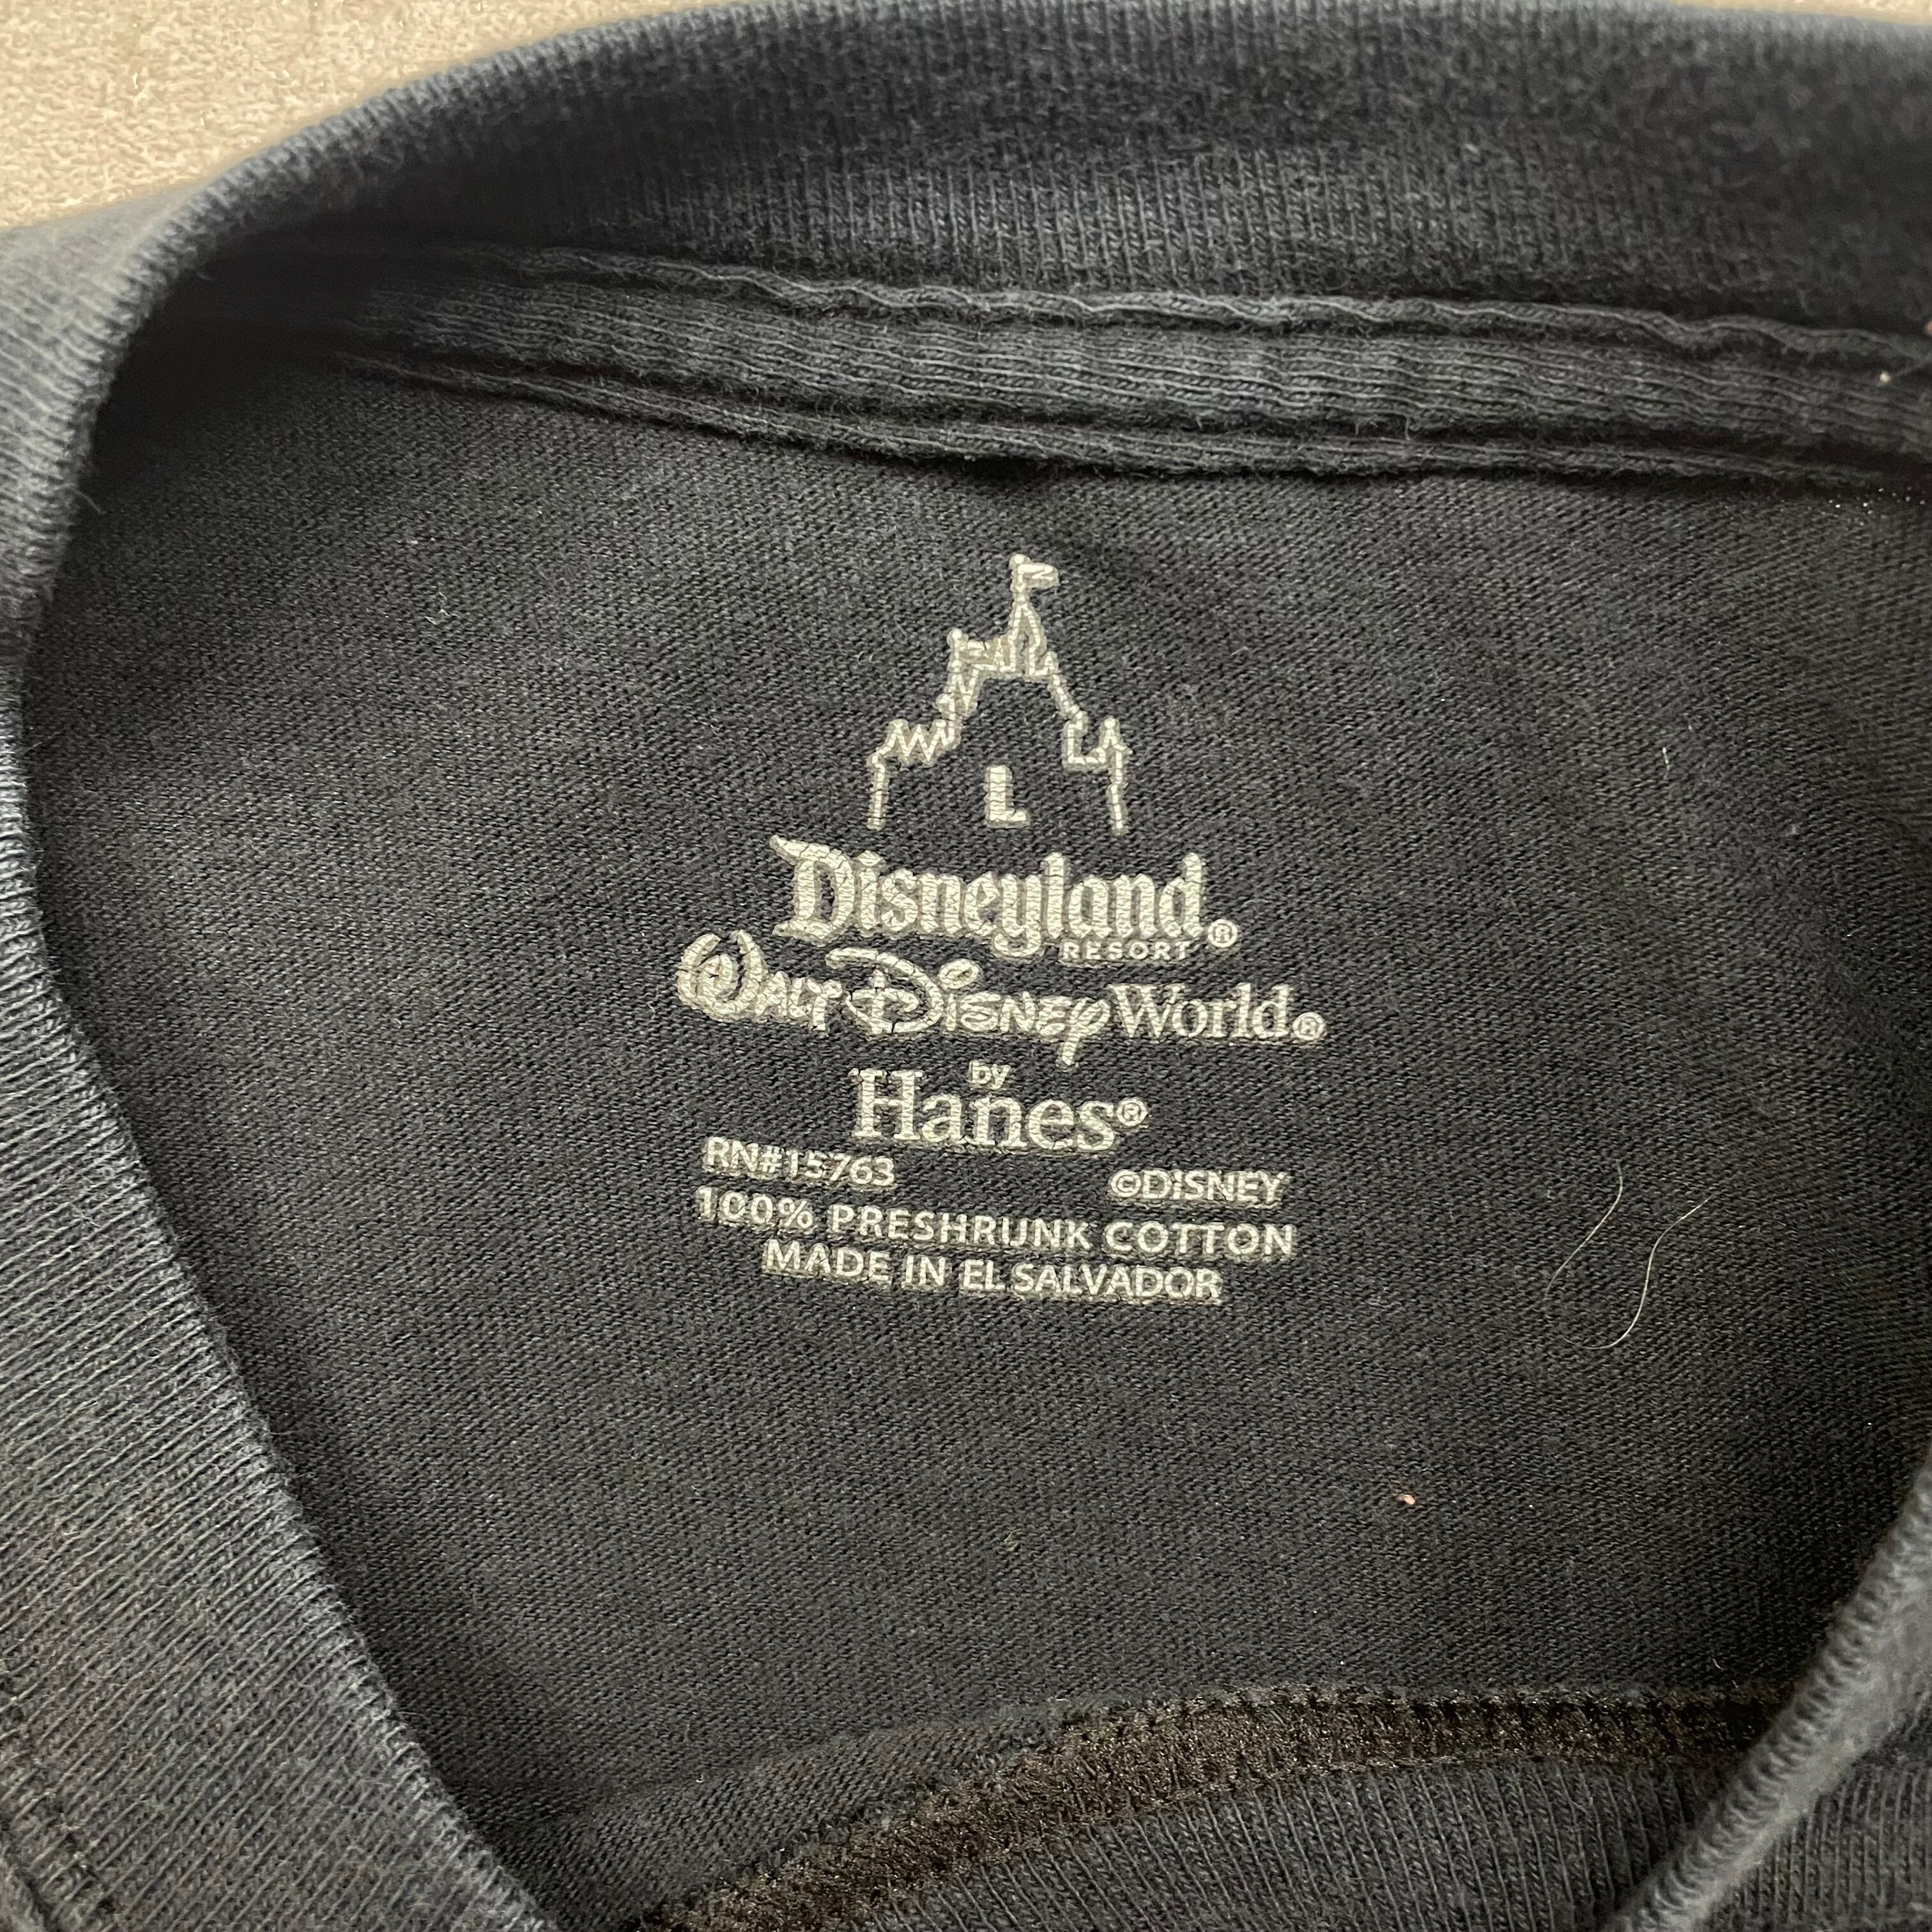 L
Disneyland®
RESORT
WALT DISNEY World®
by
Hanes®
RN#15763 ©DISNEY
100% PRESHRUNK COTTON
MADE IN EL SALVADOR